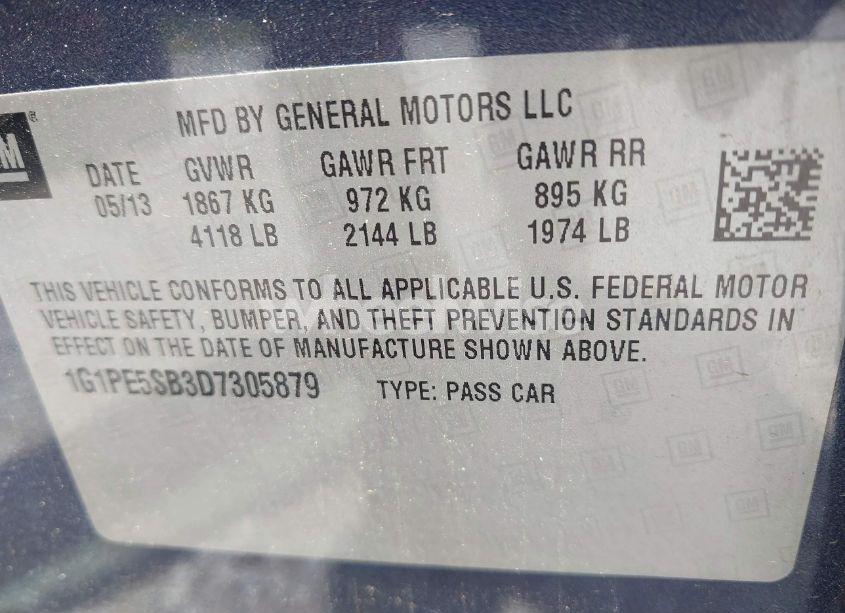 MFD BY GENERAL MOTORS LLC
DATE GVWR GAWR FRT GAWR RR
05/13 1867 KG 972 KG 895 KG
4118 LB 2144 LB 1974 LB
THIS VEHICLE CONFORMS TO ALL APPLICABLE U.S. FEDERAL MOTOR
VEHICLE SAFETY, BUMPER, AND THEFT PREVENTION STANDARDS IN
EFFECT ON THE DATE OF MANUFACTURE SHOWN ABOVE.
1G1PE5SB3D7305879 TYPE: PASS CAR